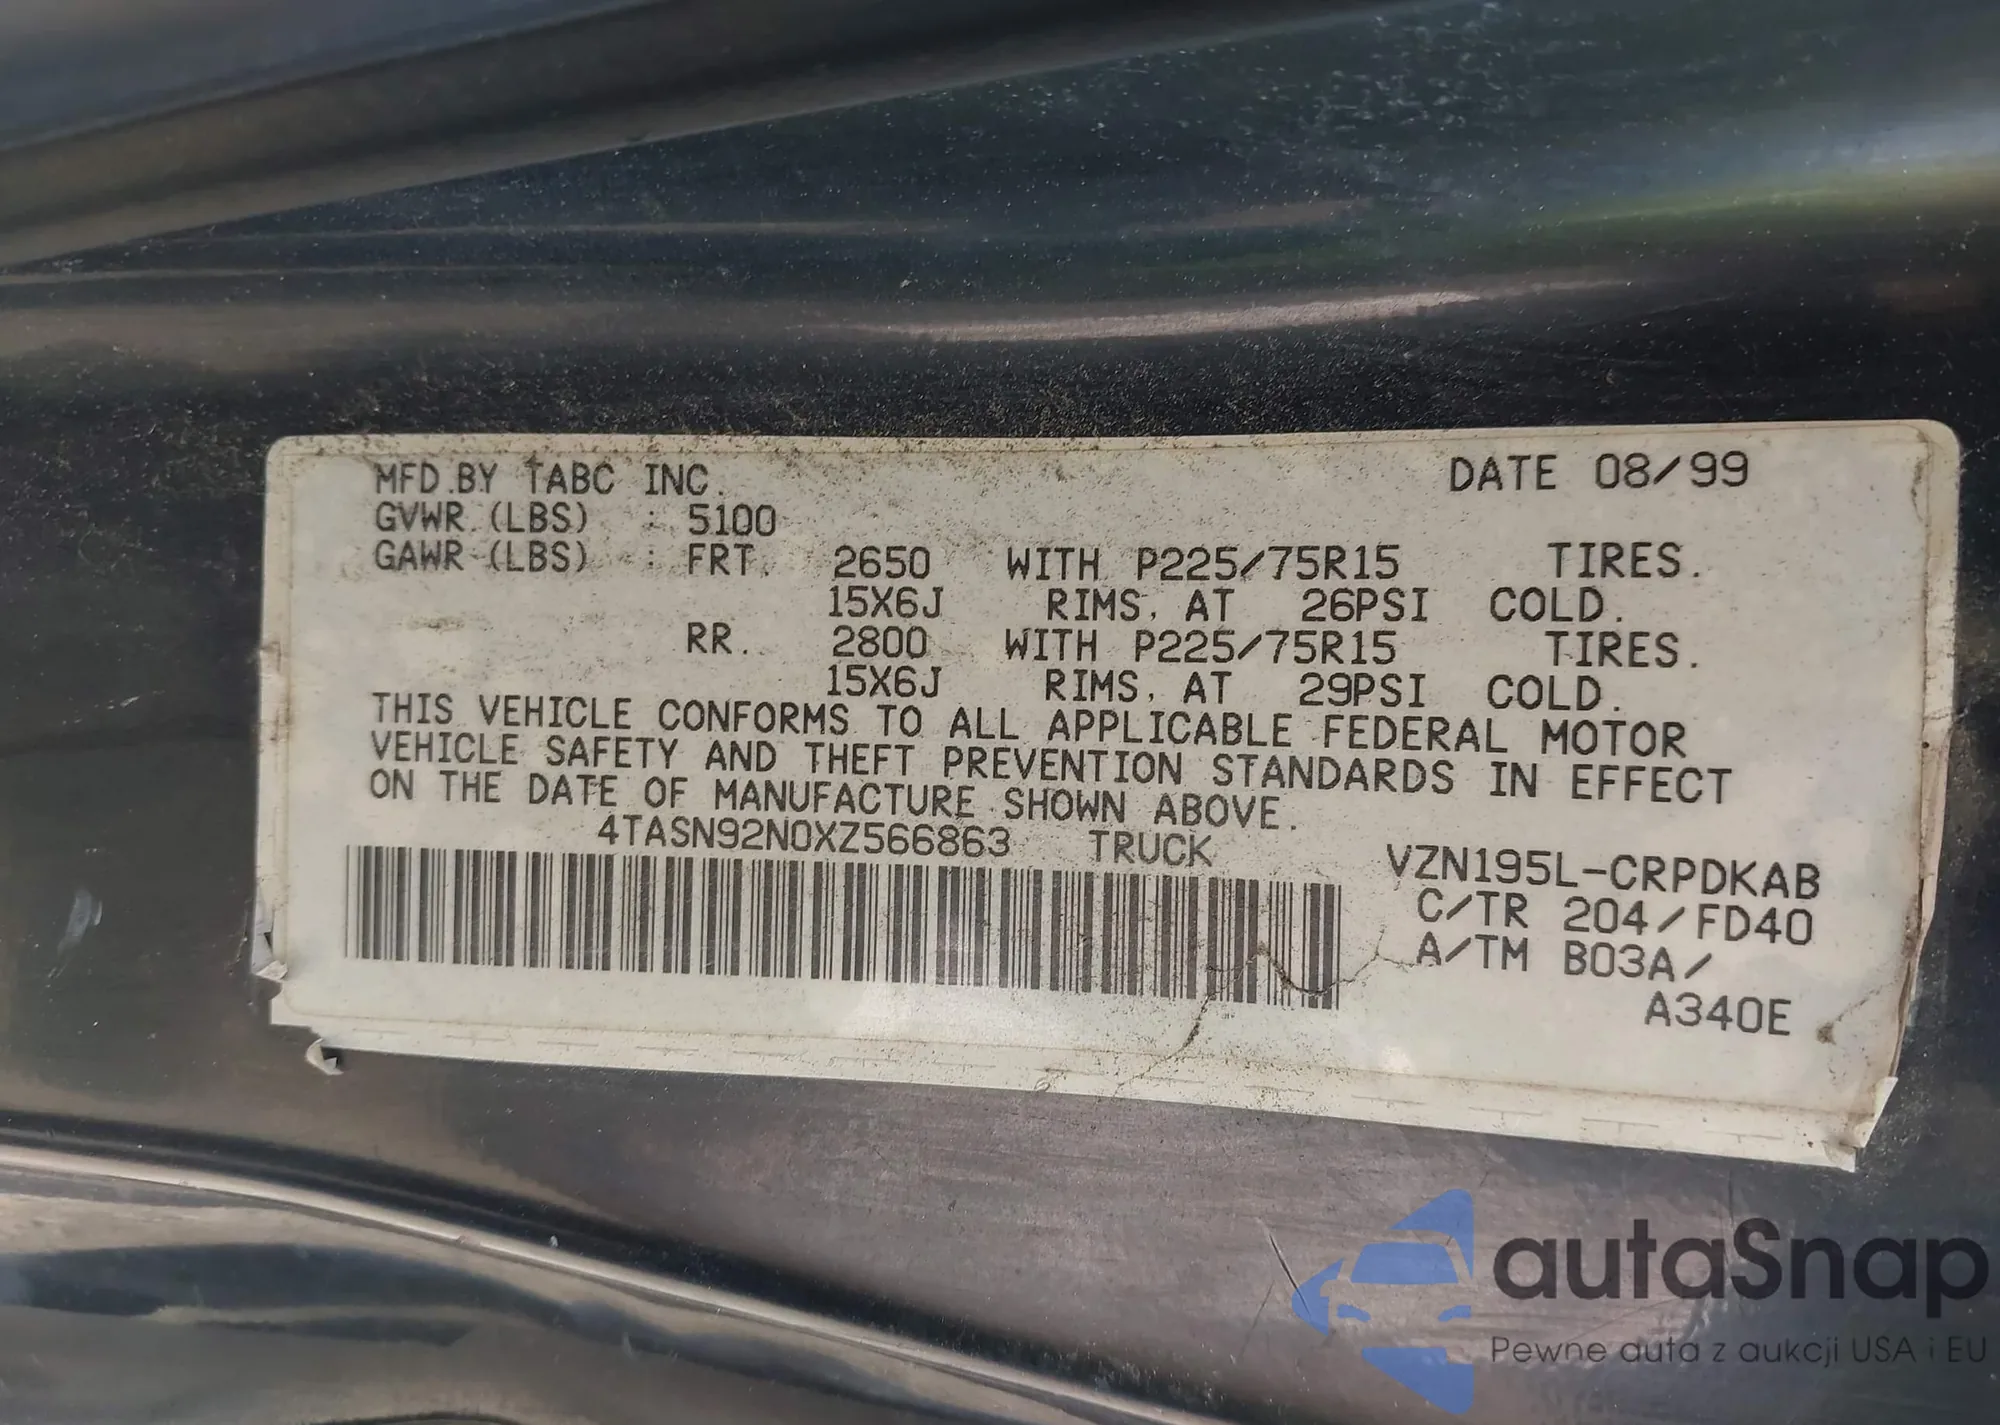 MFD.BY TABC INC. DATE 08/99
GVWR.(LBS) : 5100
GAWR (LBS) : FRT. 2650 WITH P225/75R15 TIRES.
15X6J RIMS, AT 26PSI COLD.
RR. 2800 WITH P225/75R15 TIRES.
15X6J RIMS, AT 29PSI COLD.
THIS VEHICLE CONFORMS TO ALL APPLICABLE FEDERAL MOTOR
VEHICLE SAFETY AND THEFT PREVENTION STANDARDS IN EFFECT
ON THE DATE OF MANUFACTURE SHOWN ABOVE.
4TASN92N0XZ566863 TRUCK
VZN195L-CRPDKAB
C/TR 204/FD40
A/TM B03A/
A340E
autaSnap
Pewne auta z aukcji USA i EU